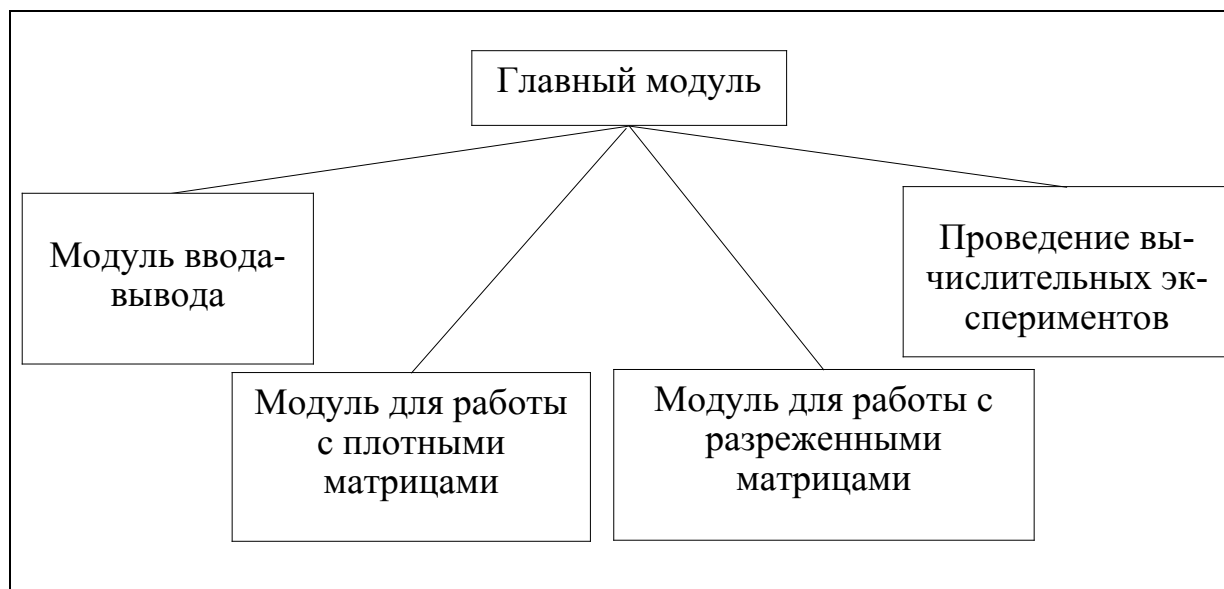 Главный модуль
Модуль ввода-
вывода
Проведение вы-
числительных эк-
спериментов
Модуль для работы
с плотными
матрицами
Модуль для работы с
разреженными
матрицами